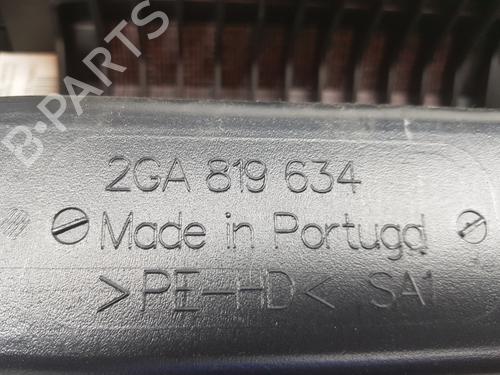 B-PARTS
2GA 819 634
Made in Portugal
>PE-HD< SA1